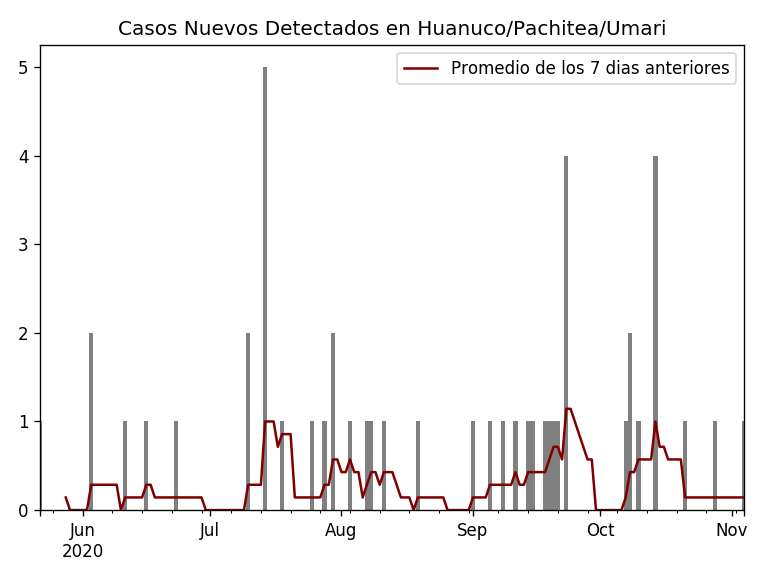 Casos Nuevos Detectados en Huanuco/Pachitea/Umari
Promedio de los 7 dias anteriores
5
4
3
2
1
0
Jun Jul Aug Sep Oct Nov
2020